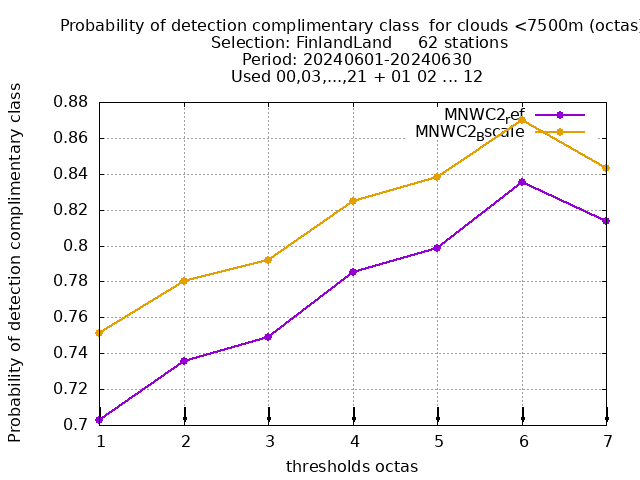 Probability of detection complimentary class  for clouds <7500m (octas)
Selection: FinlandLand     62 stations
Period: 20240601-20240630
Used 00,03,...,21 + 01 02 ... 12
Probability of detection complimentary class
0.88
0.86
0.84
0.82
0.8
0.78
0.76
0.74
0.72
0.7
MNWC2ref
MNWC2Bscale
1 2 3 4 5 6 7
thresholds octas